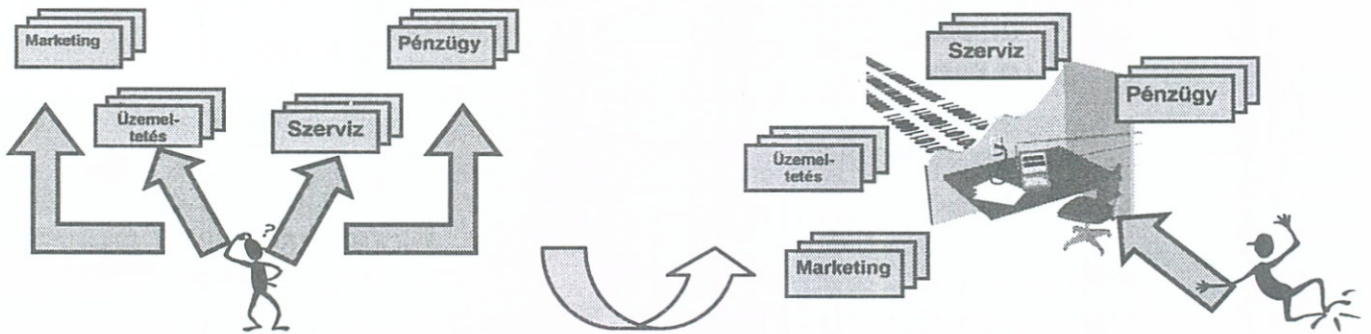 Marketing
Pénzügy
Üzemel-
tetés
Szerviz
?
Szerviz
Pénzügy
Üzemel-
tetés
Marketing